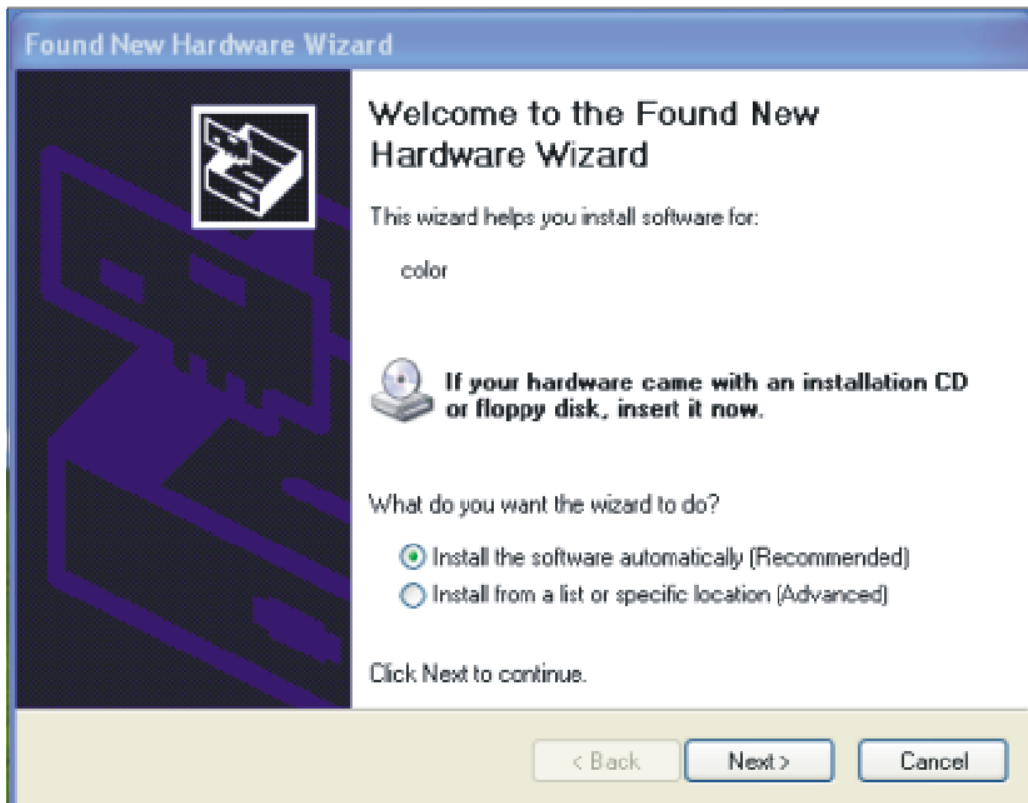 Found New Hardware Wizard
Welcome to the Found New
Hardware Wizard
This wizard helps you install software for:
color
If your hardware came with an installation CD
or floppy disk, insert it now.
What do you want the wizard to do?
Install the software automatically (Recommended)
Install from a list or specific location (Advanced)
Click Next to continue.
< Back Next > Cancel